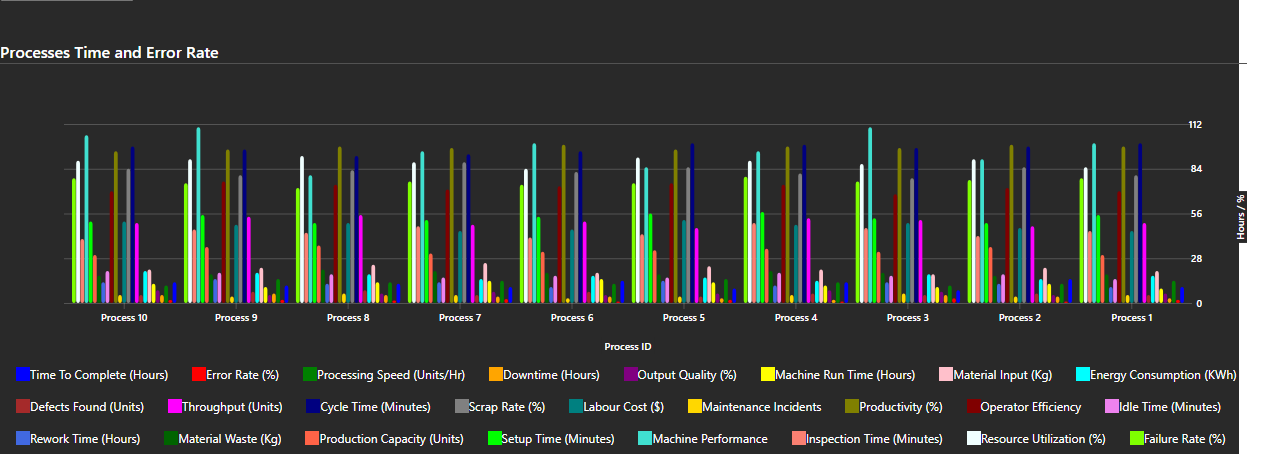 Processes Time and Error Rate
112
84
56
28
0
Hours / %
Process 10 Process 9 Process 8 Process 7 Process 6 Process 5 Process 4 Process 3 Process 2 Process 1
Process ID
Time To Complete (Hours) Error Rate (%) Processing Speed (Units/Hr) Downtime (Hours) Output Quality (%) Machine Run Time (Hours) Material Input (Kg) Energy Consumption (KWh)
Defects Found (Units) Throughput (Units) Cycle Time (Minutes) Scrap Rate (%) Labour Cost ($) Maintenance Incidents Productivity (%) Operator Efficiency Idle Time (Minutes)
Rework Time (Hours) Material Waste (Kg) Production Capacity (Units) Setup Time (Minutes) Machine Performance Inspection Time (Minutes) Resource Utilization (%) Failure Rate (%)